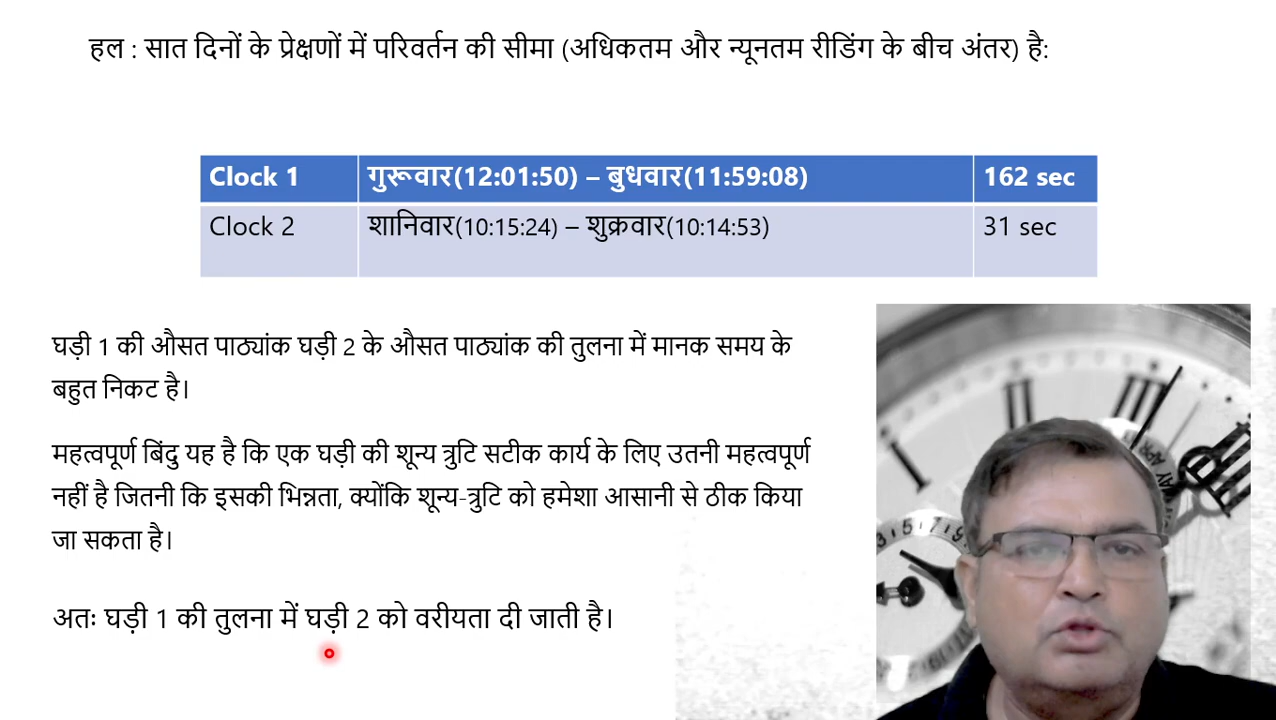 हल : सात दिनों के प्रेक्षणों में परिवर्तन की सीमा (अधिकतम और न्यूनतम रीडिंग के बीच अंतर) है:
Clock 1 गुरूवार(12:01:50) – बुधवार(11:59:08) 162 sec
Clock 2 शानिवार(10:15:24) – शुक्रवार(10:14:53) 31 sec
घड़ी 1 की औसत पाठ्यांक घड़ी 2 के औसत पाठ्यांक की तुलना में मानक समय के
बहुत निकट है।
महत्वपूर्ण बिंदु यह है कि एक घड़ी की शून्य त्रुटि सटीक कार्य के लिए उतनी महत्वपूर्ण
नहीं है जितनी कि इसकी भिन्नता, क्योंकि शून्य-त्रुटि को हमेशा आसानी से ठीक किया
जा सकता है।
अतः घड़ी 1 की तुलना में घड़ी 2 को वरीयता दी जाती है।